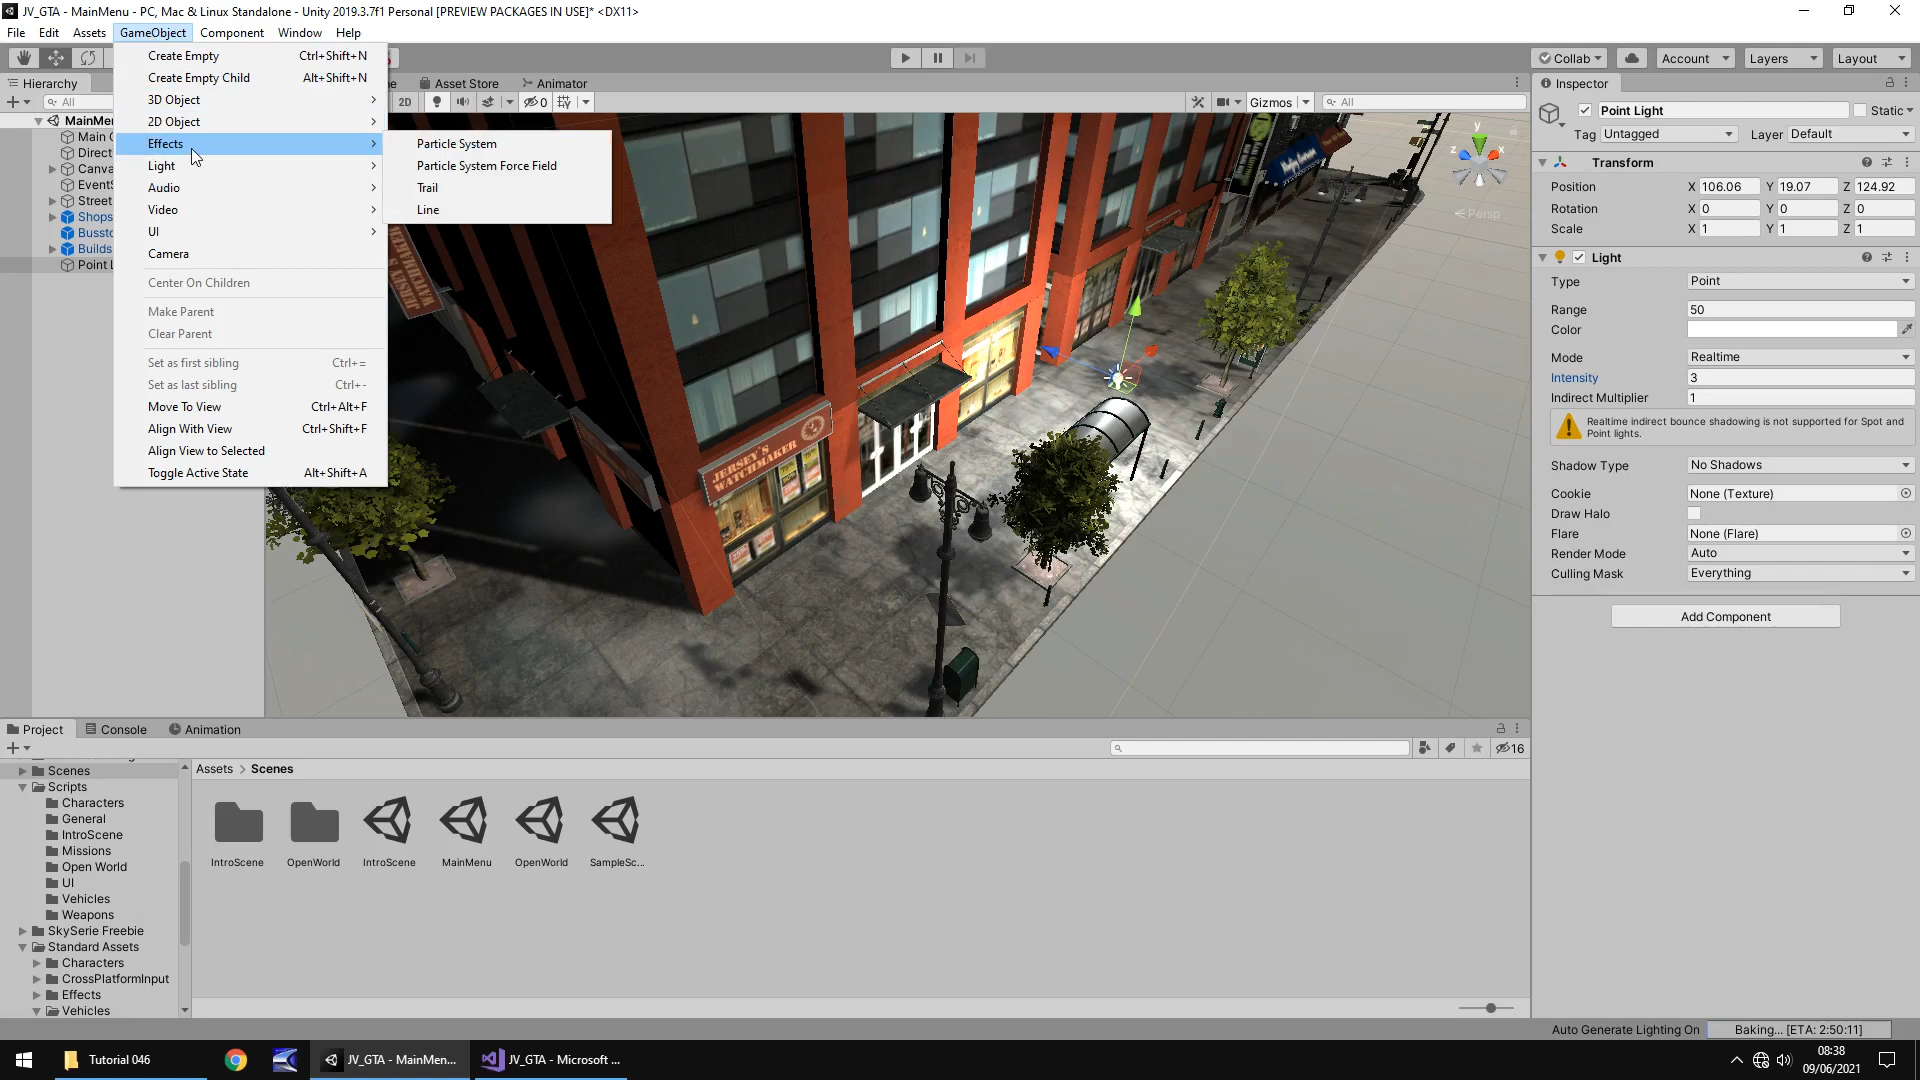 JV_GTA - MainMenu - PC, Mac & Linux Standalone - Unity 2019.3.7f1 Personal [PREVIEW PACKAGES IN USE]* <DX11>
File Edit Assets GameObject Component Window Help
Collab Account Layers Layout
Hierarchy
Asset Store Animator
Inspector
All
2D
0
Gizmos
All
MainMen
Main C
Direct
Canva
EventS
Street
Shops
Bussto
Builds
Point L
Create Empty Ctrl+Shift+N
Create Empty Child Alt+Shift+N
3D Object
2D Object
Effects
Light
Audio
Video
UI
Camera
Center On Children
Make Parent
Clear Parent
Set as first sibling Ctrl+=
Set as last sibling Ctrl+-
Move To View Ctrl+Alt+F
Align With View Ctrl+Shift+F
Align View to Selected
Toggle Active State Alt+Shift+A
Particle System
Particle System Force Field
Trail
Line
y
z x
Persp
JERSEY'S
WATCHMAKER
Point Light Static
Tag Untagged Layer Default
Transform
Position X 106.06 Y 19.07 Z 124.92
Rotation X 0 Y 0 Z 0
Scale X 1 Y 1 Z 1
Light
Type Point
Range 50
Color
Mode Realtime
Intensity 3
Indirect Multiplier 1
Realtime indirect bounce shadowing is not supported for Spot and
Point lights.
Shadow Type No Shadows
Cookie None (Texture)
Draw Halo
Flare None (Flare)
Render Mode Auto
Culling Mask Everything
Add Component
Project Console Animation
16
Scenes
Scripts
Characters
General
IntroScene
Missions
Open World
UI
Vehicles
Weapons
SkySerie Freebie
Standard Assets
Characters
CrossPlatformInput
Effects
Vehicles
Assets > Scenes
IntroScene OpenWorld IntroScene MainMenu OpenWorld SampleSc...
Auto Generate Lighting On Baking... [ETA: 2:50:11]
Tutorial 046
JV_GTA - MainMen...
JV_GTA - Microsoft ...
08:38
09/06/2021